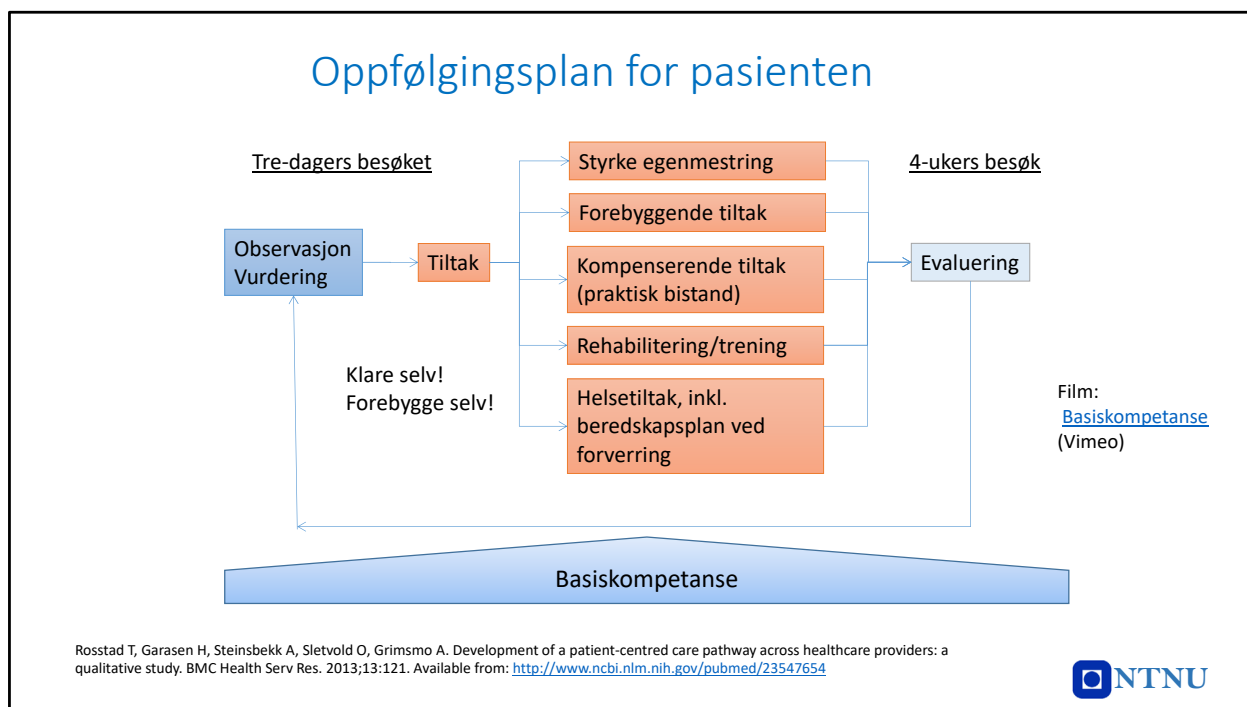 Oppfølgingsplan for pasienten
Tre-dagers besøket
4-ukers besøk
Observasjon
Vurdering
Tiltak
Styrke egenmestring
Forebyggende tiltak
Kompenserende tiltak
(praktisk bistand)
Rehabilitering/trening
Helsetiltak, inkl.
beredskapsplan ved
forverring
Evaluering
Klare selv!
Forebygge selv!
Film:
Basiskompetanse
(Vimeo)
Basiskompetanse
Rosstad T, Garasen H, Steinsbekk A, Sletvold O, Grimsmo A. Development of a patient-centred care pathway across healthcare providers: a
qualitative study. BMC Health Serv Res. 2013;13:121. Available from: http://www.ncbi.nlm.nih.gov/pubmed/23547654
NTNU